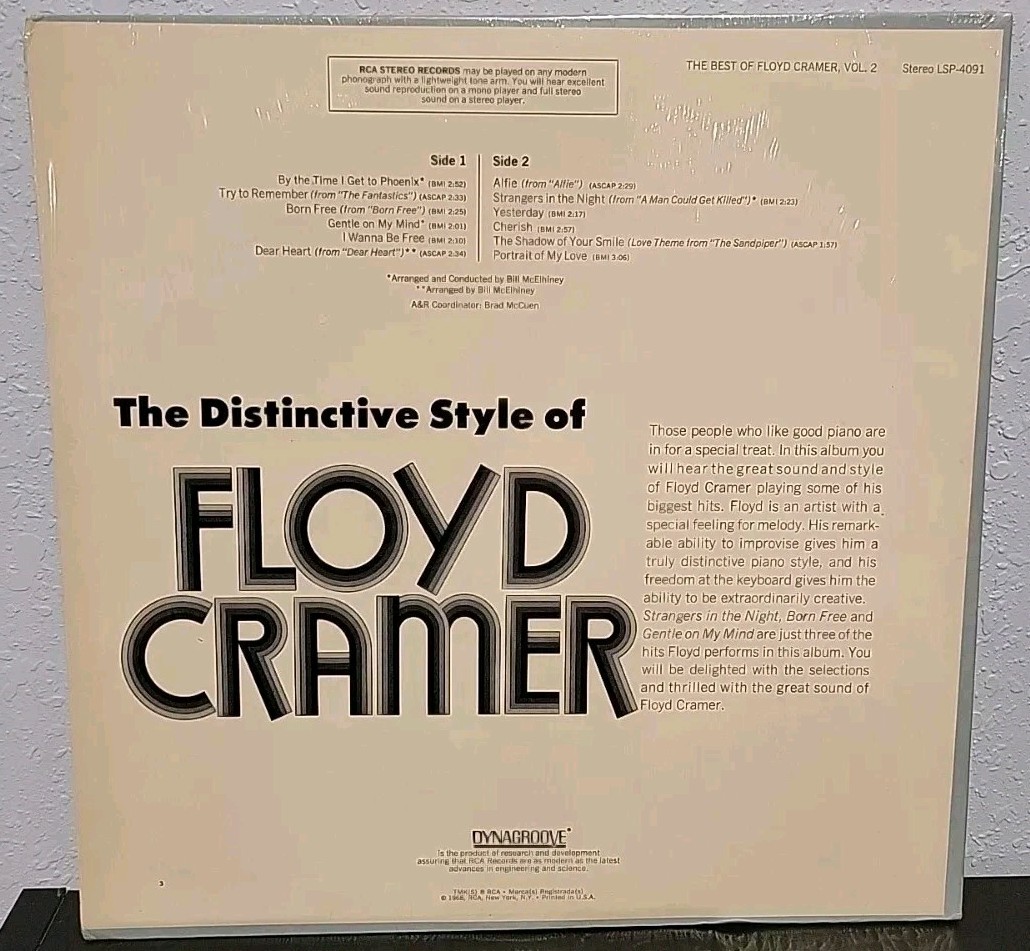 RCA STEREO RECORDS may be played on any modern
phonograph with a lightweight tone arm. You will hear excellent
sound reproduction on a mono player and full stereo
sound on a stereo player.
THE BEST OF FLOYD CRAMER, VOL. 2 Stereo LSP-4091
Side 1
By the Time I Get to Phoenix* (BMI 2:52)
Try to Remember (from "The Fantastics") (ASCAP 2:33)
Born Free (from "Born Free") (BMI 2:25)
Gentle on My Mind* (BMI 2:01)
I Wanna Be Free (BMI 2:10)
Dear Heart (from "Dear Heart")** (ASCAP 2:34)
Side 2
Alfie (from "Alfie") (ASCAP 2:29)
Strangers in the Night (from "A Man Could Get Killed")* (BMI 2:23)
Yesterday (BMI 2:17)
Cherish (BMI 2:57)
The Shadow of Your Smile (Love Theme from "The Sandpiper") (ASCAP 1:57)
Portrait of My Love (BMI 3:06)
*Arranged and Conducted by Bill McElhiney
**Arranged by Bill McElhiney
A&R Coordinator: Brad McCuen
The Distinctive Style of
FLOYD
CRAMER
Those people who like good piano are
in for a special treat. In this album you
will hear the great sound and style
of Floyd Cramer playing some of his
biggest hits. Floyd is an artist with a
special feeling for melody. His remark-
able ability to improvise gives him a
truly distinctive piano style, and his
freedom at the keyboard gives him the
ability to be extraordinarily creative.
Strangers in the Night, Born Free and
Gentle on My Mind are just three of the
hits Floyd performs in this album. You
will be delighted with the selections
and thrilled with the great sound of
Floyd Cramer.
DYNAGROOVE*
is the product of research and development
assuring that RCA Records are as modern as the latest
advances in engineering and science.
3
TMK(S) ® RCA • Marca(s) Registrada(s)
© 1968, RCA, New York, N.Y. • Printed in U.S.A.